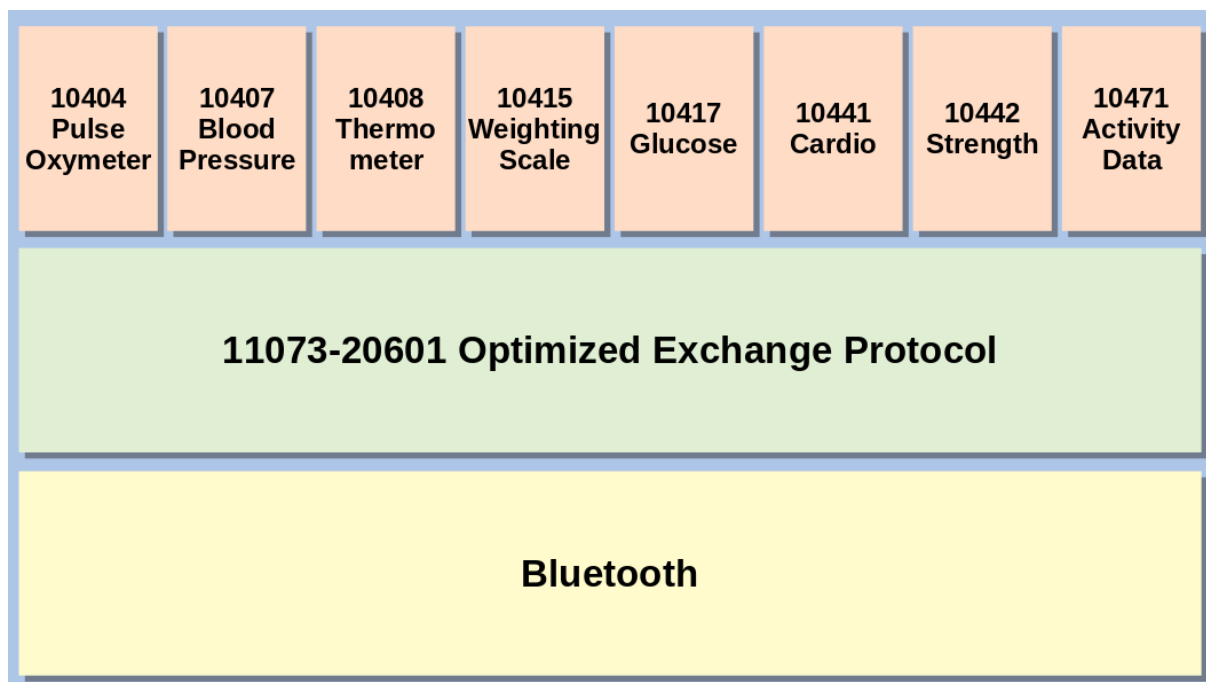 10404
Pulse
Oxymeter
10407
Blood
Pressure
10408
Thermo
meter
10415
Weighting
Scale
10417
Glucose
10441
Cardio
10442
Strength
10471
Activity
Data
11073-20601 Optimized Exchange Protocol
Bluetooth